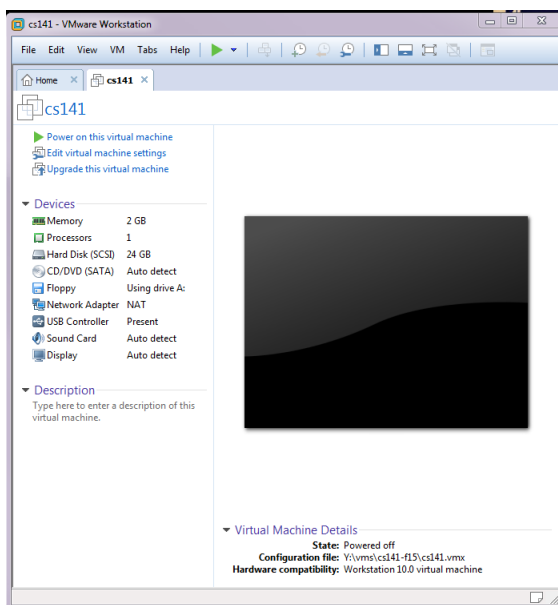 cs141 - VMware Workstation
File Edit View VM Tabs Help
Home cs141
cs141
Power on this virtual machine
Edit virtual machine settings
Upgrade this virtual machine
Devices
Memory 2 GB
Processors 1
Hard Disk (SCSI) 24 GB
CD/DVD (SATA) Auto detect
Floppy Using drive A:
Network Adapter NAT
USB Controller Present
Sound Card Auto detect
Display Auto detect
Description
Type here to enter a description of this
virtual machine.
Virtual Machine Details
State: Powered off
Configuration file: Y:\vms\cs141-f15\cs141.vmx
Hardware compatibility: Workstation 10.0 virtual machine